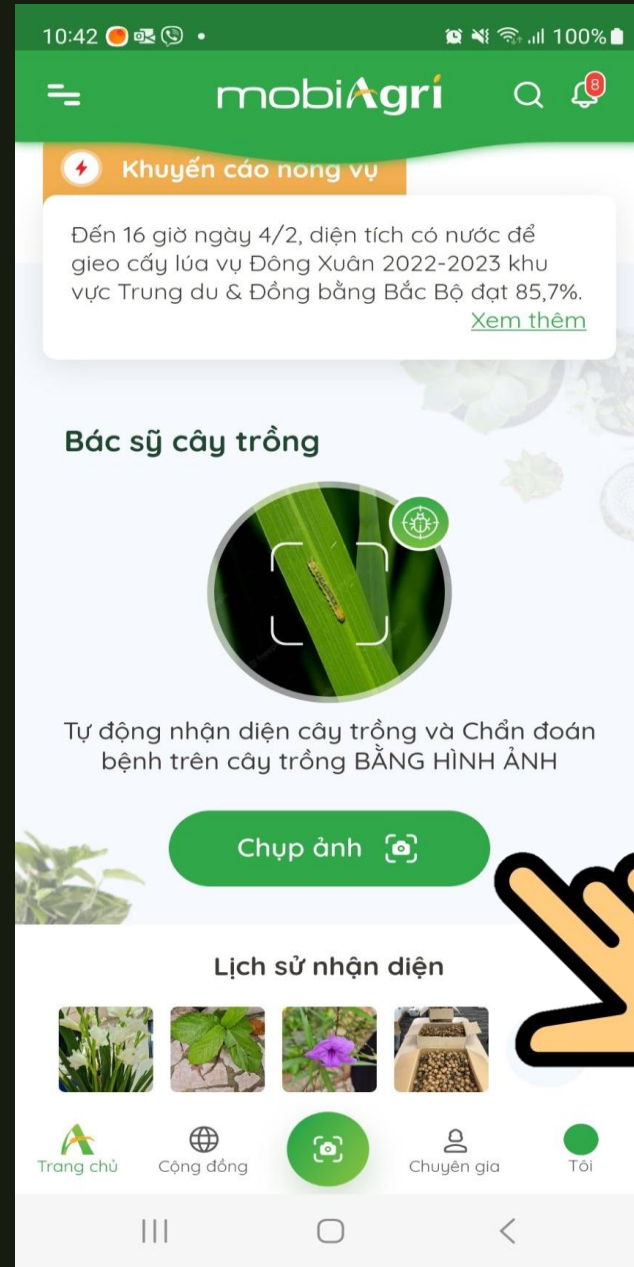 10:42
100%
mobiAgri
8
Khuyến cáo nông vụ
Đến 16 giờ ngày 4/2, diện tích có nước để
gieo cấy lúa vụ Đông Xuân 2022-2023 khu
vực Trung du & Đồng bằng Bắc Bộ đạt 85,7%.
Xem thêm
Bác sỹ cây trồng
Tự động nhận diện cây trồng và Chẩn đoán
bệnh trên cây trồng BẰNG HÌNH ẢNH
Chụp ảnh
Lịch sử nhận diện
Trang chủ
Cộng đồng
Chuyên gia
Tôi